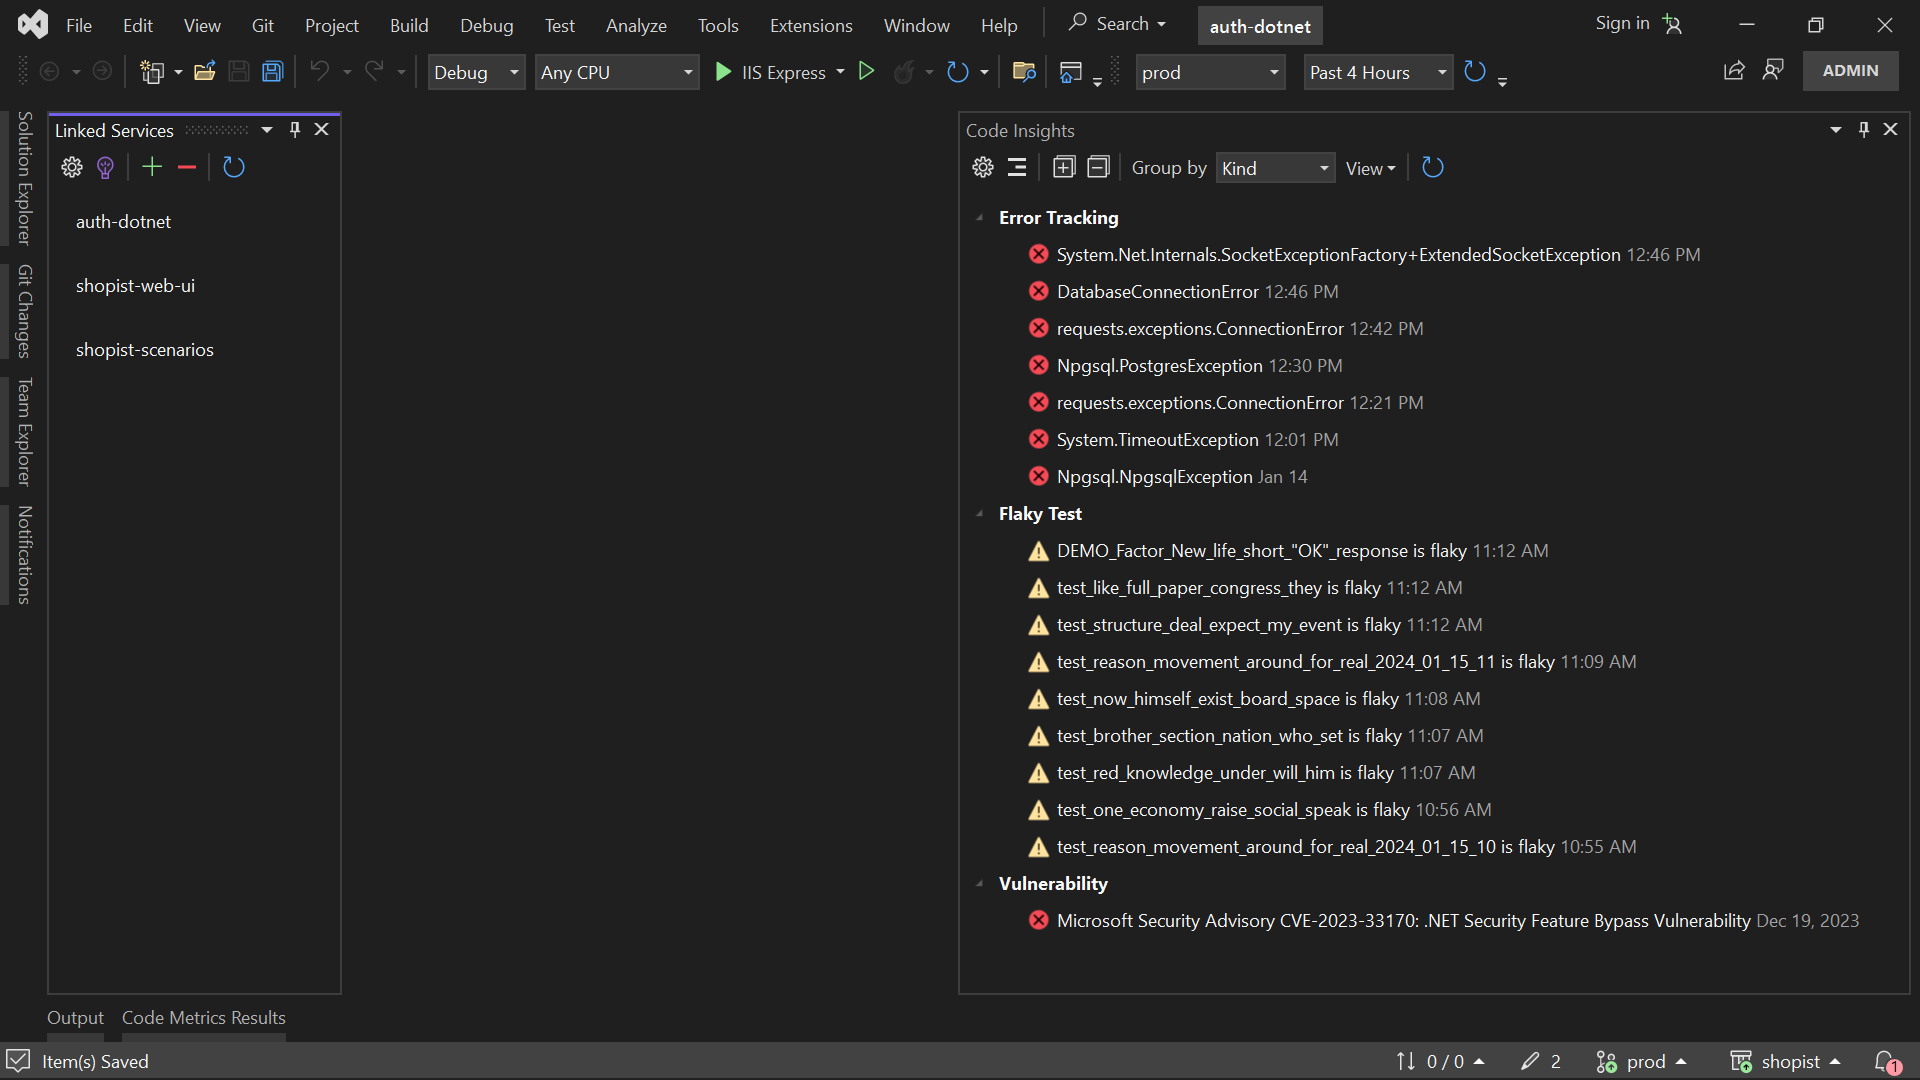 File Edit View Git Project Build Debug Test Analyze Tools Extensions Window Help Search auth-dotnet Sign in
Debug Any CPU IIS Express prod Past 4 Hours ADMIN
Solution Explorer
Git Changes
Team Explorer
Notifications
Linked Services
auth-dotnet
shopist-web-ui
shopist-scenarios
Code Insights
Group by Kind View
Error Tracking
System.Net.Internals.SocketExceptionFactory+ExtendedSocketException 12:46 PM
DatabaseConnectionError 12:46 PM
requests.exceptions.ConnectionError 12:42 PM
Npgsql.PostgresException 12:30 PM
requests.exceptions.ConnectionError 12:21 PM
System.TimeoutException 12:01 PM
Npgsql.NpgsqlException Jan 14
Flaky Test
DEMO_Factor_New_life_short_"OK"_response is flaky 11:12 AM
test_like_full_paper_congress_they is flaky 11:12 AM
test_structure_deal_expect_my_event is flaky 11:12 AM
test_reason_movement_around_for_real_2024_01_15_11 is flaky 11:09 AM
test_now_himself_exist_board_space is flaky 11:08 AM
test_brother_section_nation_who_set is flaky 11:07 AM
test_red_knowledge_under_will_him is flaky 11:07 AM
test_one_economy_raise_social_speak is flaky 10:56 AM
test_reason_movement_around_for_real_2024_01_15_10 is flaky 10:55 AM
Vulnerability
Microsoft Security Advisory CVE-2023-33170: .NET Security Feature Bypass Vulnerability Dec 19, 2023
Output Code Metrics Results
Item(s) Saved 0 / 0 2 prod shopist 1